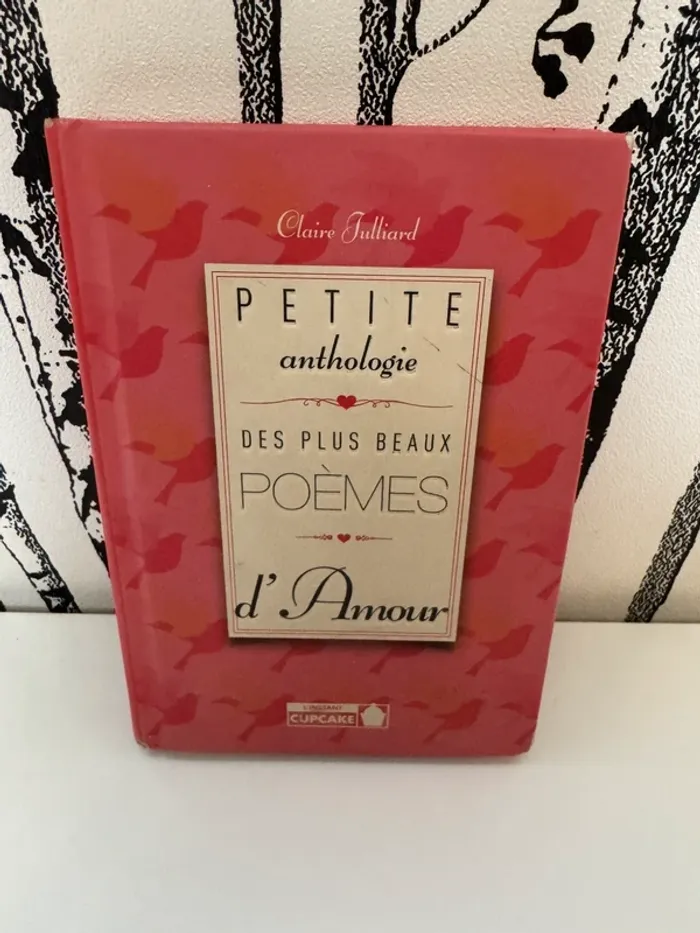 Claire Julliard
PETITE
anthologie
DES PLUS BEAUX
POÈMES
d'Amour
L'INSTANT
CUPCAKE